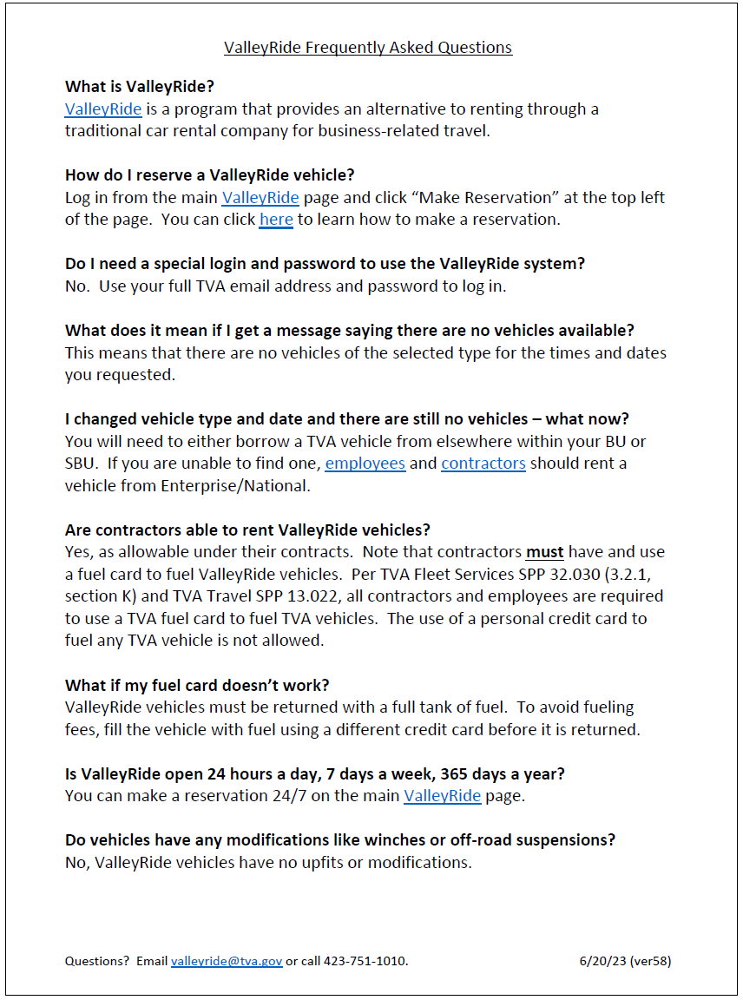 ValleyRide Frequently Asked Questions
What is ValleyRide?
ValleyRide is a program that provides an alternative to renting through a
traditional car rental company for business-related travel.
How do I reserve a ValleyRide vehicle?
Log in from the main ValleyRide page and click “Make Reservation” at the top left
of the page.  You can click here to learn how to make a reservation.
Do I need a special login and password to use the ValleyRide system?
No.  Use your full TVA email address and password to log in.
What does it mean if I get a message saying there are no vehicles available?
This means that there are no vehicles of the selected type for the times and dates
you requested.
I changed vehicle type and date and there are still no vehicles – what now?
You will need to either borrow a TVA vehicle from elsewhere within your BU or
SBU.  If you are unable to find one, employees and contractors should rent a
vehicle from Enterprise/National.
Are contractors able to rent ValleyRide vehicles?
Yes, as allowable under their contracts.  Note that contractors must have and use
a fuel card to fuel ValleyRide vehicles.  Per TVA Fleet Services SPP 32.030 (3.2.1,
section K) and TVA Travel SPP 13.022, all contractors and employees are required
to use a TVA fuel card to fuel TVA vehicles.  The use of a personal credit card to
fuel any TVA vehicle is not allowed.
What if my fuel card doesn’t work?
ValleyRide vehicles must be returned with a full tank of fuel.  To avoid fueling
fees, fill the vehicle with fuel using a different credit card before it is returned.
Is ValleyRide open 24 hours a day, 7 days a week, 365 days a year?
You can make a reservation 24/7 on the main ValleyRide page.
Do vehicles have any modifications like winches or off-road suspensions?
No, ValleyRide vehicles have no upfits or modifications.
Questions?  Email valleyride@tva.gov or call 423-751-1010. 6/20/23 (ver58)